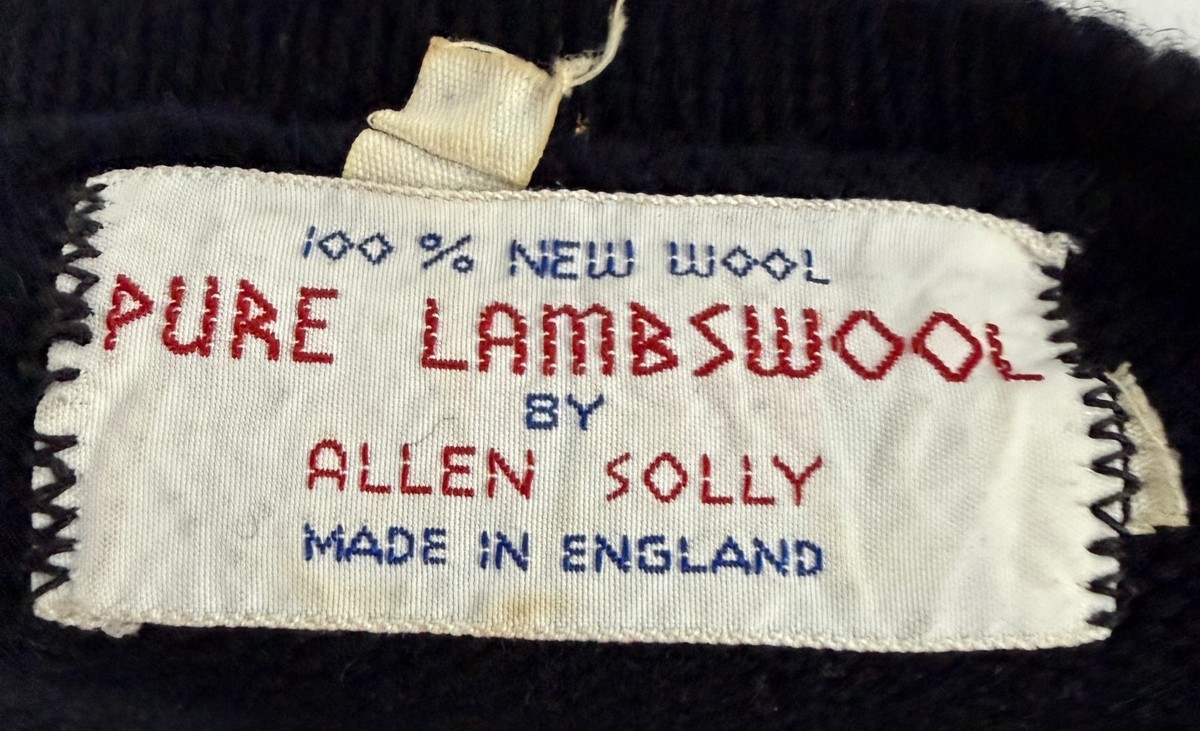 100 % NEW WOOL
PURE LAMBSWOOL
BY
ALLEN SOLLY
MADE IN ENGLAND